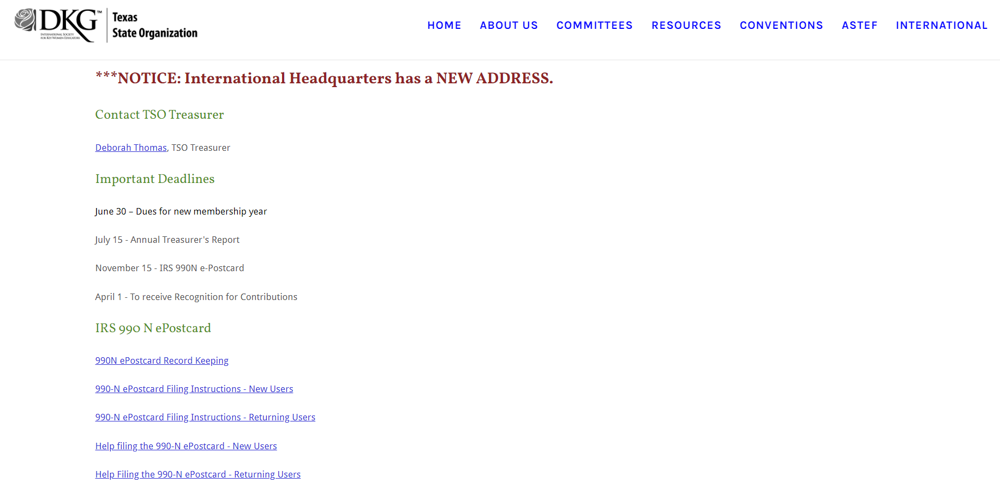 DKG™
INTERNATIONAL SOCIETY
FOR KEY WOMEN EDUCATORS
Texas
State Organization
HOME ABOUT US COMMITTEES RESOURCES CONVENTIONS ASTEF INTERNATIONAL
***NOTICE: International Headquarters has a NEW ADDRESS.
Contact TSO Treasurer
Deborah Thomas, TSO Treasurer
Important Deadlines
June 30 – Dues for new membership year
July 15 - Annual Treasurer's Report
November 15 - IRS 990N e-Postcard
April 1 - To receive Recognition for Contributions
IRS 990 N ePostcard
990N ePostcard Record Keeping
990-N ePostcard Filing Instructions - New Users
990-N ePostcard Filing Instructions - Returning Users
Help filing the 990-N ePostcard - New Users
Help Filing the 990-N ePostcard - Returning Users